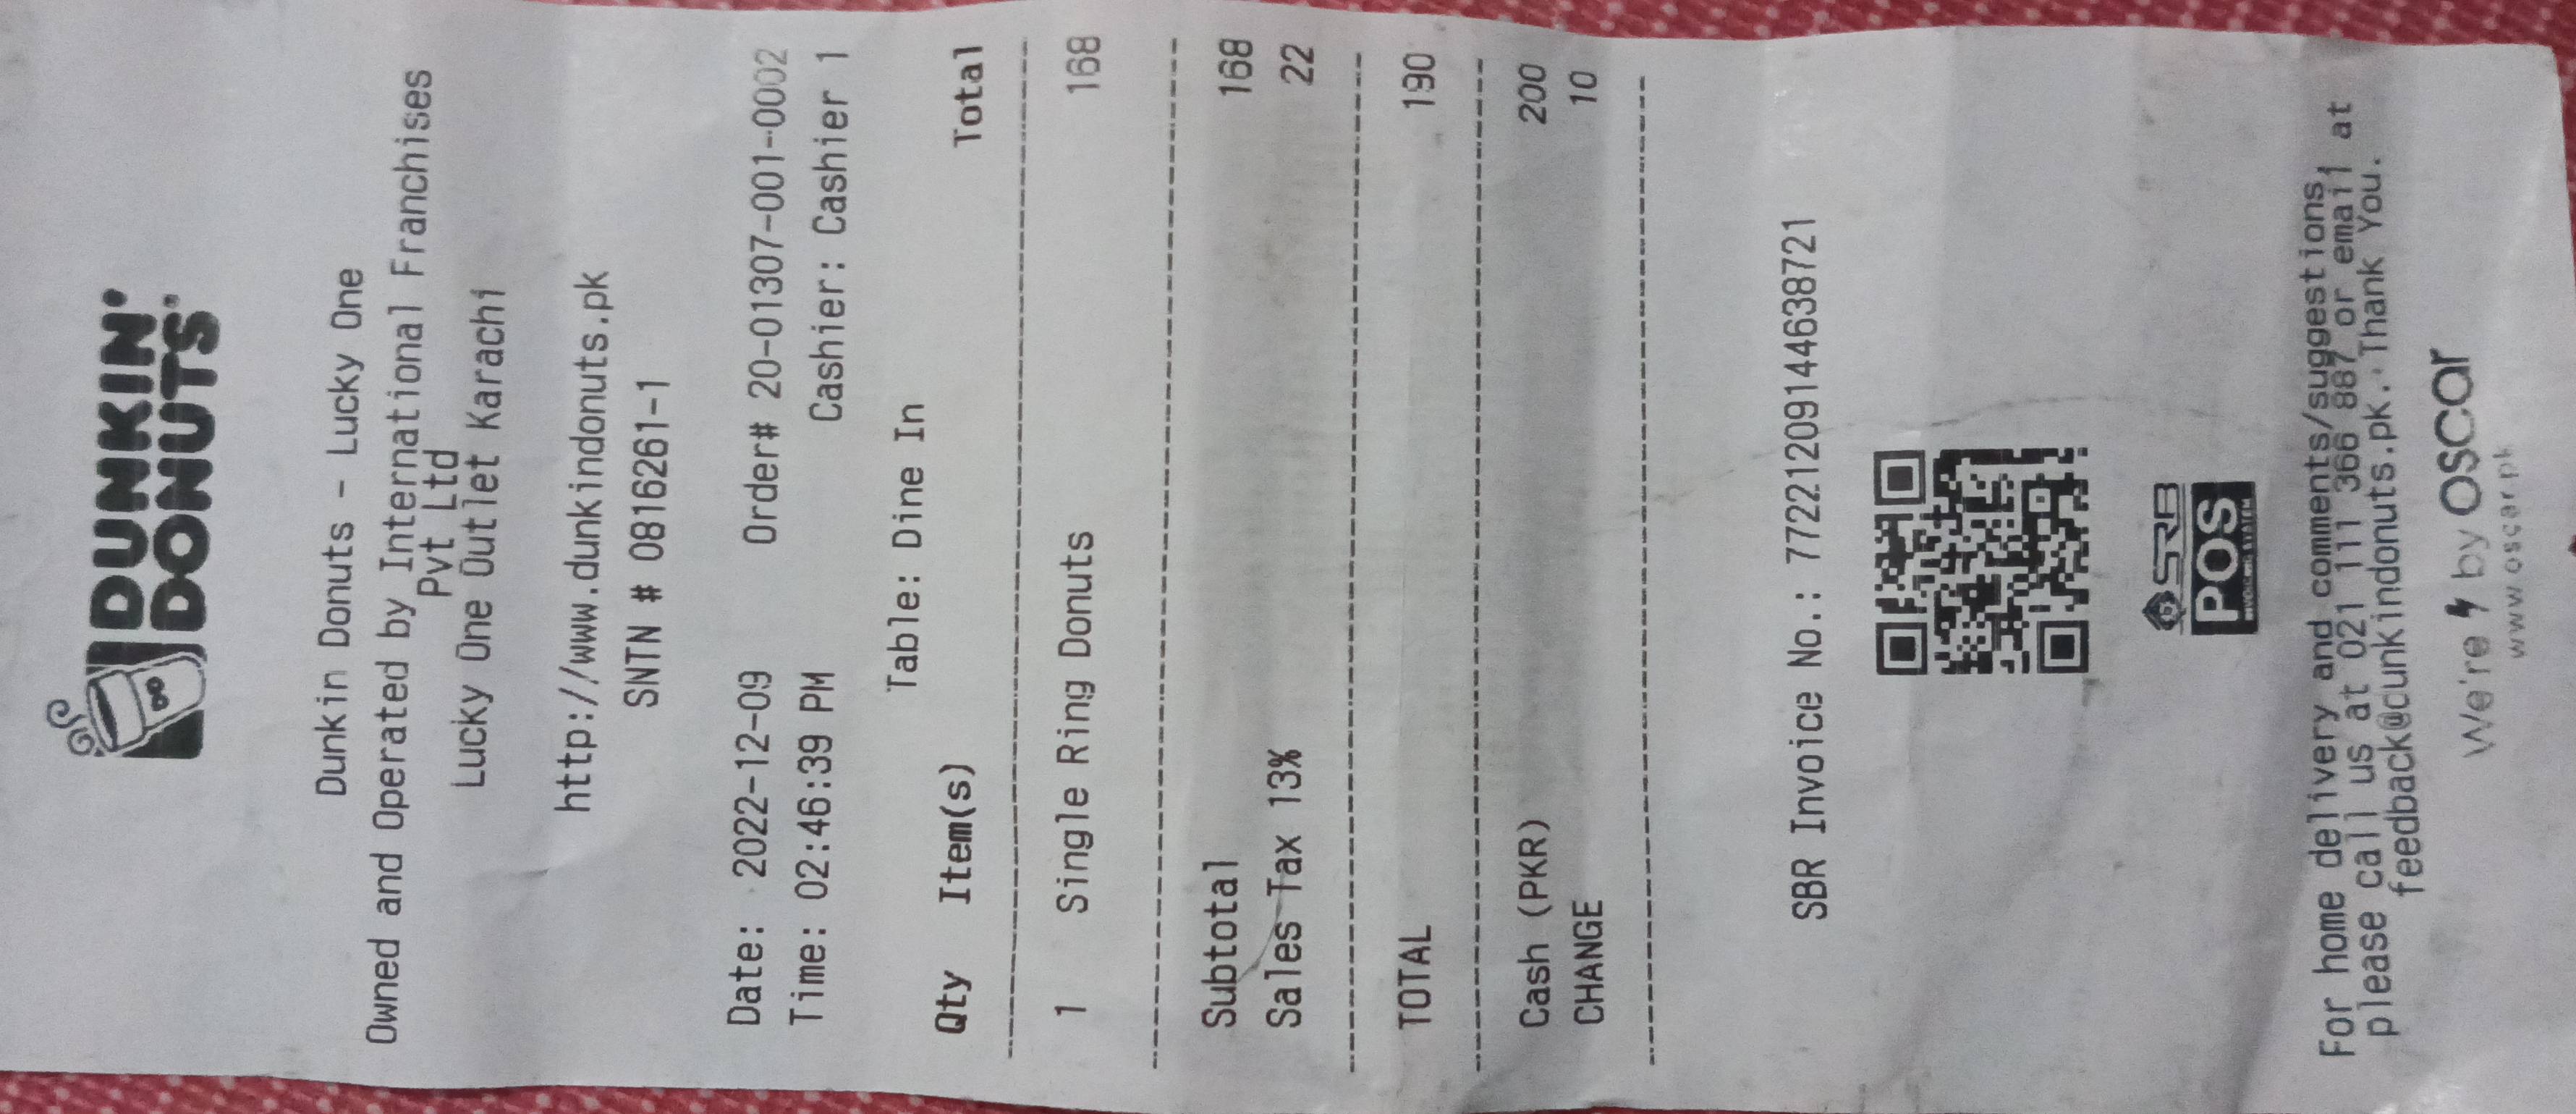 DUNKIN'
DONUTS
Dunkin Donuts - Lucky One
Owned and Operated by International Franchises
Pvt Ltd
Lucky One Outlet Karachi
http://www.dunkindonuts.pk
SNTN # 0816261-1
Date: 2022-12-09 Order# 20-01307-001-0002
Time: 02:46:39 PM Cashier: Cashier 1
Table: Dine In
Qty Item(s) Total
1 Single Ring Donuts 168
Subtotal 168
Sales Tax 13% 22
TOTAL 190
Cash (PKR) 200
CHANGE 10
SBR Invoice No.: 77221209144638721
SRB
POS
For home delivery and comments/suggestions,
please call us at 021 111 366 887 or email at
feedback@dunkindonuts.pk. Thank You.
We're by oscar
www.oscar.pk